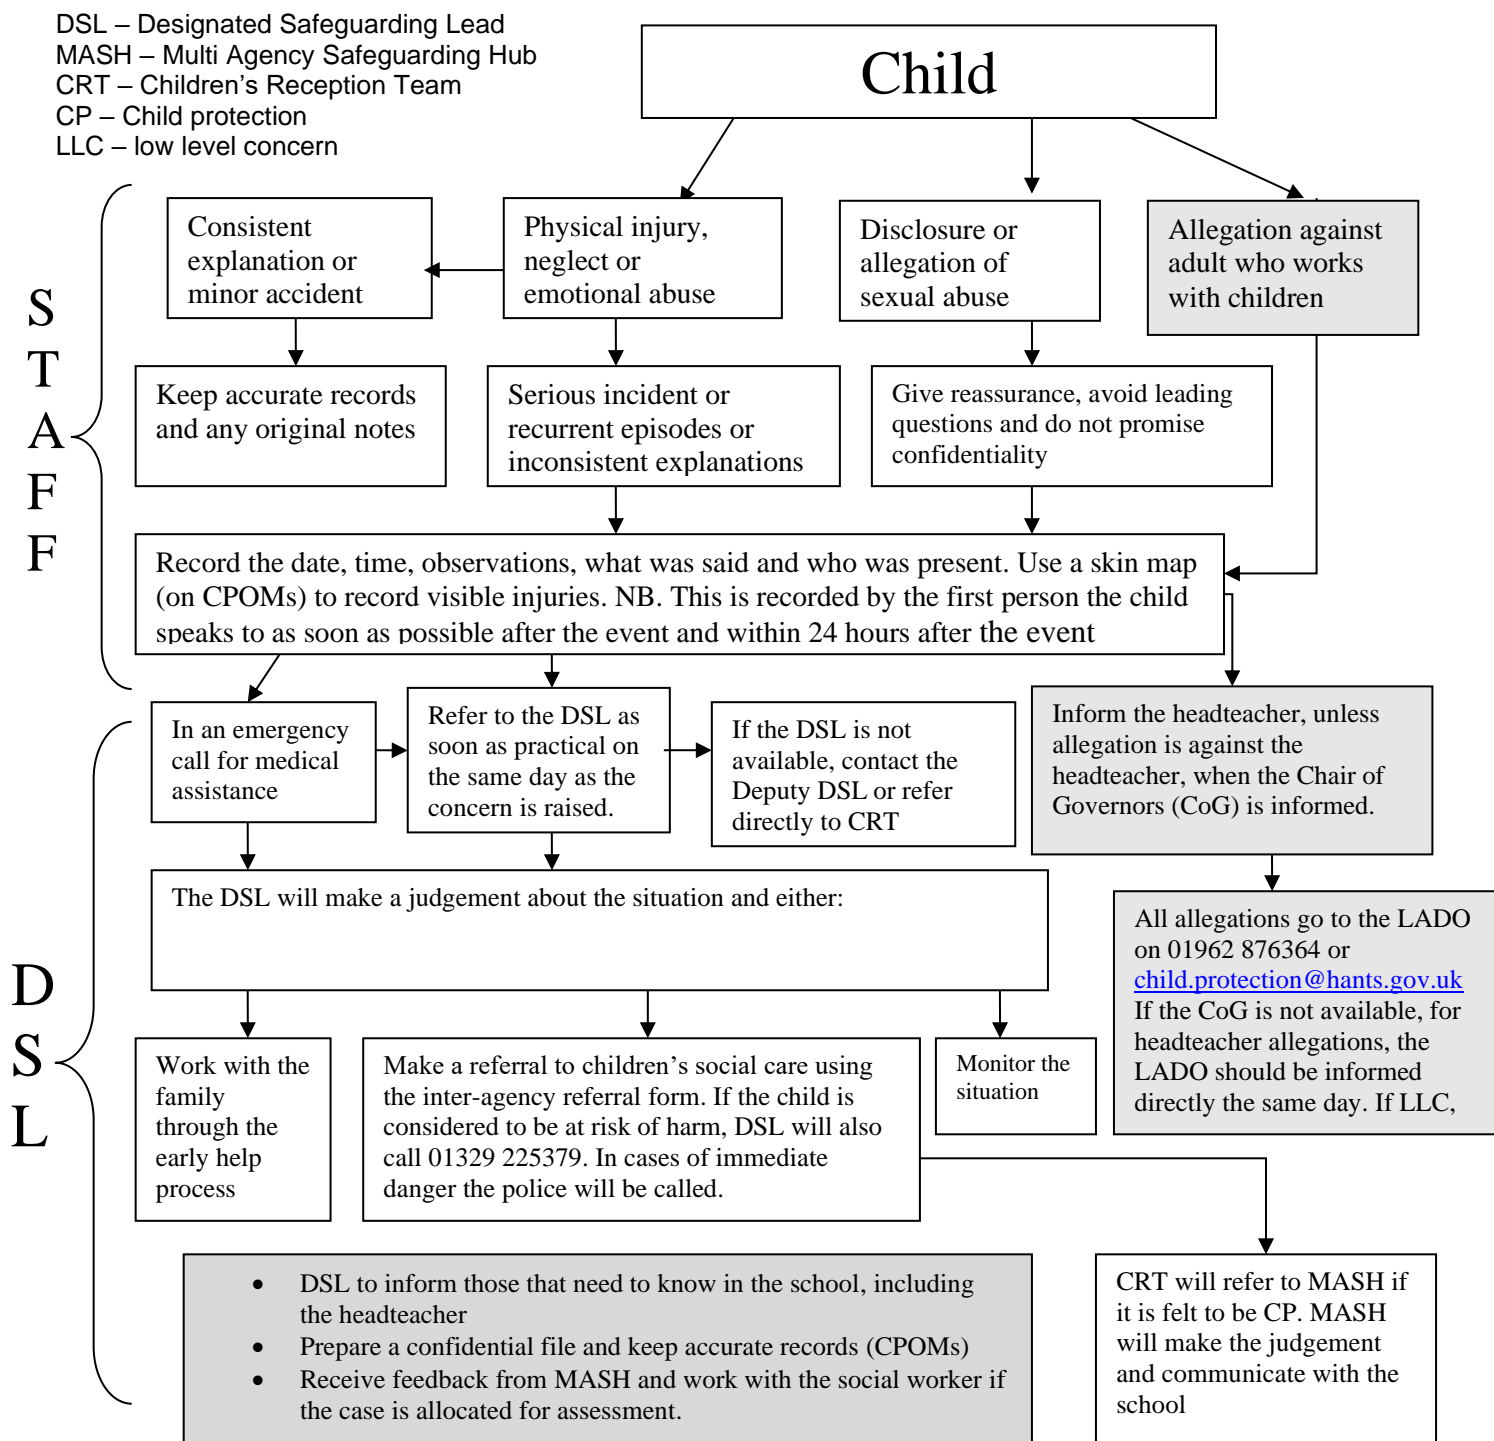 DSL – Designated Safeguarding Lead
MASH – Multi Agency Safeguarding Hub
CRT – Children's Reception Team
CP – Child protection
LLC – low level concern
Child
S
T
A
F
F
Consistent
explanation or
minor accident
Physical injury,
neglect or
emotional abuse
Disclosure or
allegation of
sexual abuse
Allegation against
adult who works
with children
Keep accurate records
and any original notes
Serious incident or
recurrent episodes or
inconsistent explanations
Give reassurance, avoid leading
questions and do not promise
confidentiality
Record the date, time, observations, what was said and who was present. Use a skin map
(on CPOMs) to record visible injuries. NB. This is recorded by the first person the child
speaks to as soon as possible after the event and within 24 hours after the event
D
S
L
In an emergency
call for medical
assistance
Refer to the DSL as
soon as practical on
the same day as the
concern is raised.
If the DSL is not
available, contact the
Deputy DSL or refer
directly to CRT
Inform the headteacher, unless
allegation is against the
headteacher, when the Chair of
Governors (CoG) is informed.
The DSL will make a judgement about the situation and either:
All allegations go to the LADO
on 01962 876364 or
child.protection@hants.gov.uk
If the CoG is not available, for
headteacher allegations, the
LADO should be informed
directly the same day. If LLC,
Work with the
family
through the
early help
process
Make a referral to children's social care using
the inter-agency referral form. If the child is
considered to be at risk of harm, DSL will also
call 01329 225379. In cases of immediate
danger the police will be called.
Monitor the
situation
• DSL to inform those that need to know in the school, including
the headteacher
• Prepare a confidential file and keep accurate records (CPOMs)
• Receive feedback from MASH and work with the social worker if
the case is allocated for assessment.
CRT will refer to MASH if
it is felt to be CP. MASH
will make the judgement
and communicate with the
school